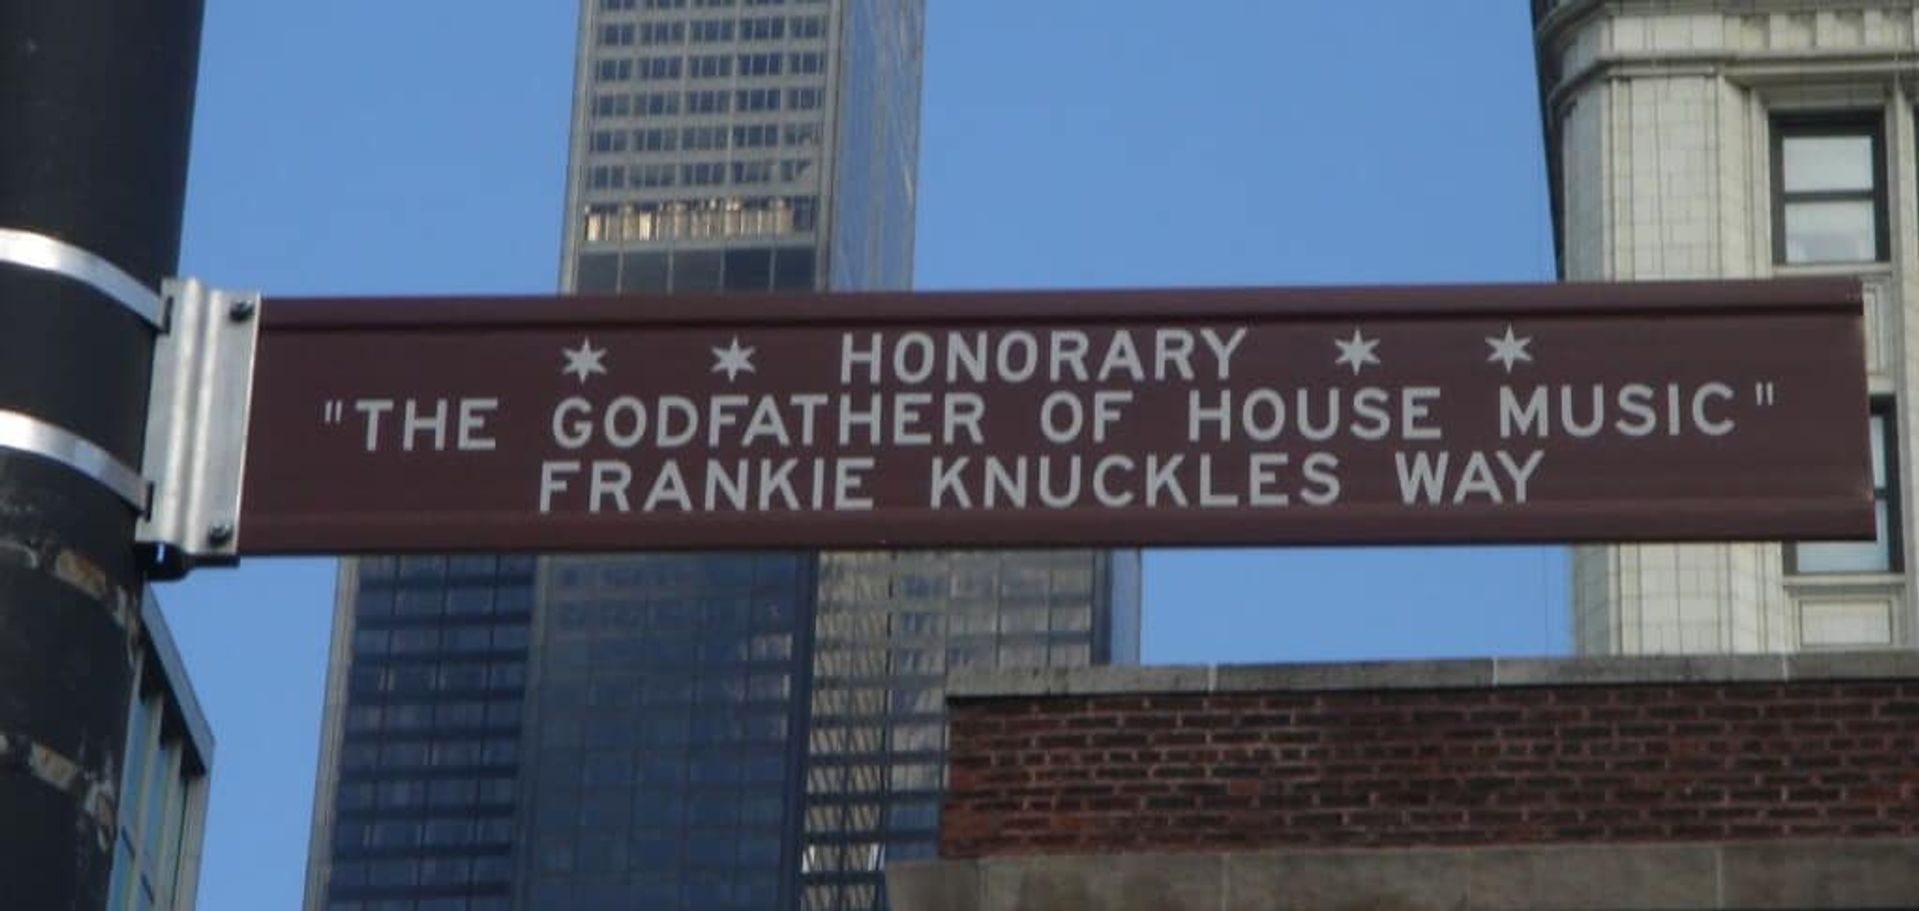 HONORARY
"THE GODFATHER OF HOUSE MUSIC"
FRANKIE KNUCKLES WAY